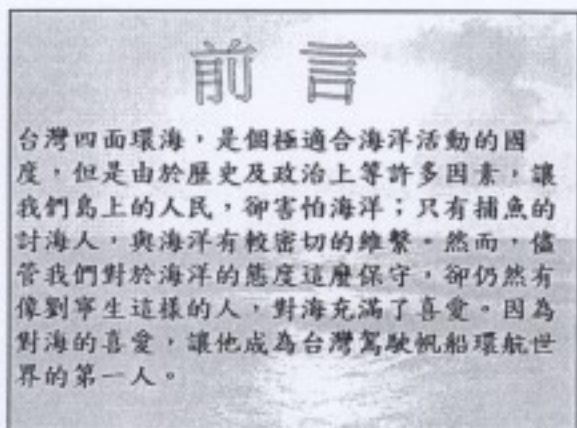 前言
台灣四面環海，是個極適合海洋活動的國
度，但是由於歷史及政治上等許多因素，讓
我們島上的人民，卻害怕海洋；只有捕魚的
討海人，與海洋有較密切的維繫。然而，儘
管我們對於海洋的態度這麼保守，卻仍然有
像劉寧生這樣的人，對海充滿了喜愛。因為
對海的喜愛，讓他成為台灣駕駛帆船環航世
界的第一人。